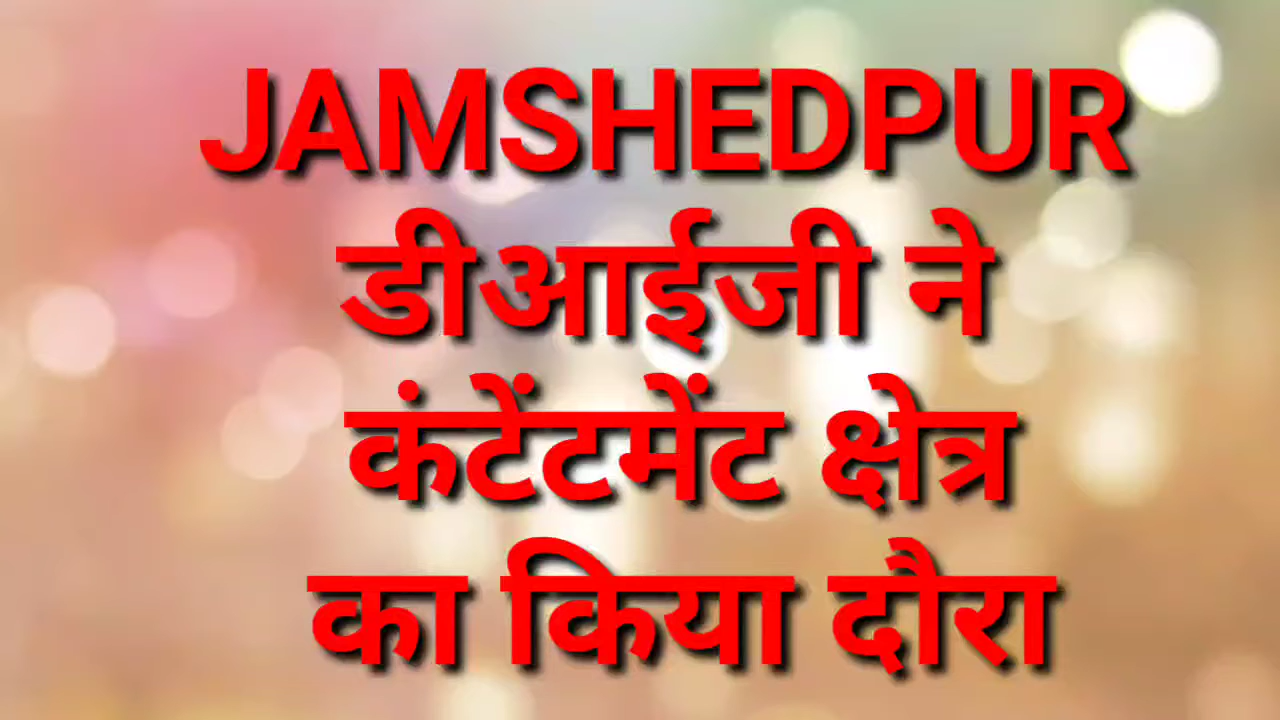 JAMSHEDPUR
डीआईजी ने
कंटेंटमेंट क्षेत्र
का किया दौरा